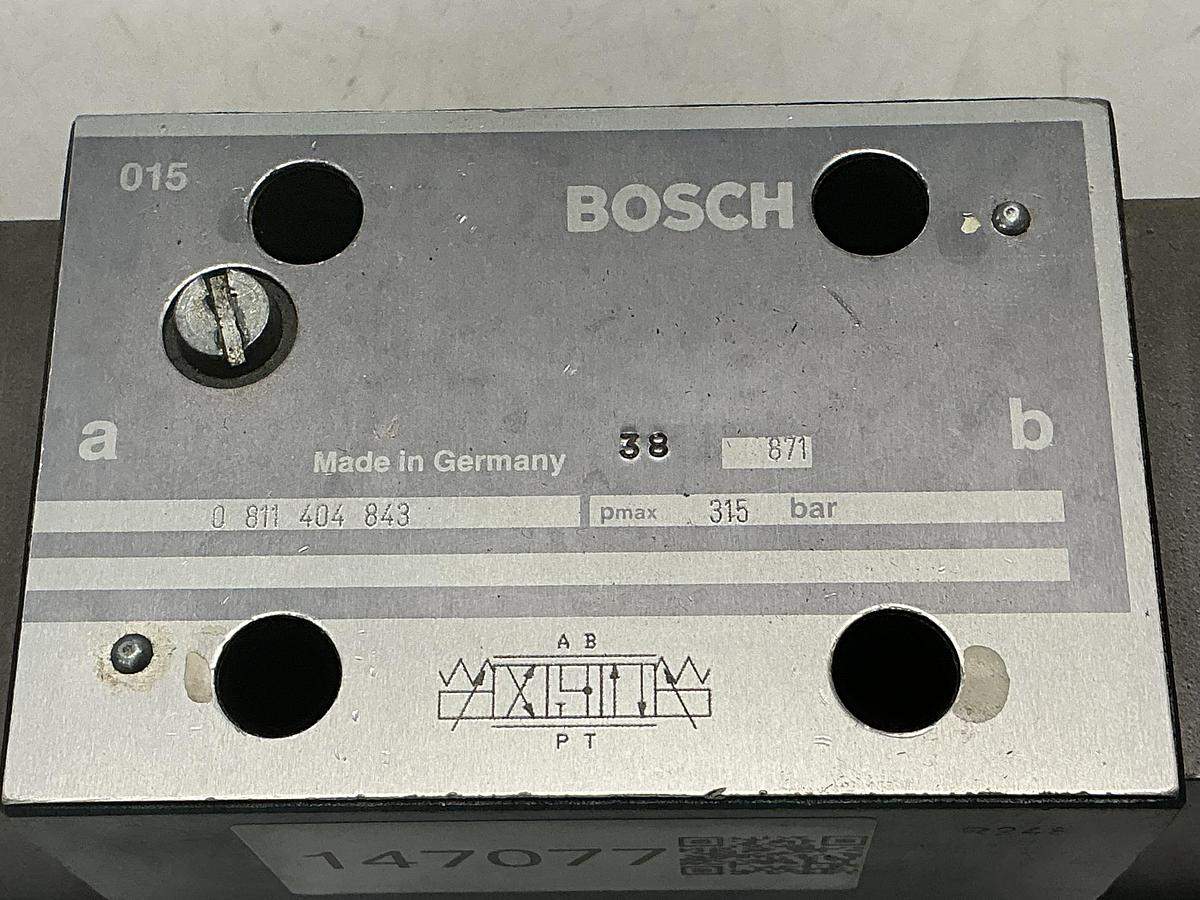 015
BOSCH
a
b
Made in Germany 38 871
0 811 404 843 pmax 315 bar
A B
T
P T
147077